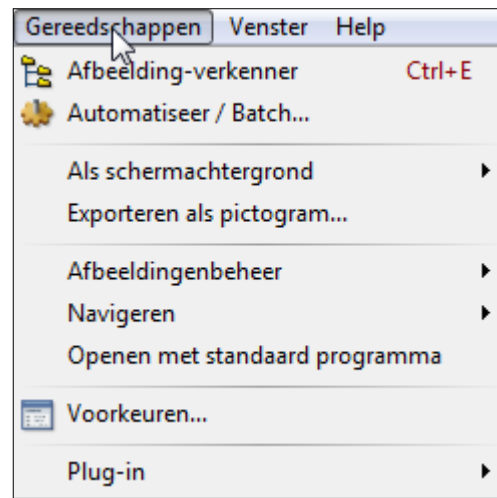 Gereedschappen Venster Help
Afbeelding-verkenner Ctrl+E
Automatiseer / Batch...
Als schermachtergrond
Exporteren als pictogram...
Afbeeldingenbeheer
Navigeren
Openen met standaard programma
Voorkeuren...
Plug-in